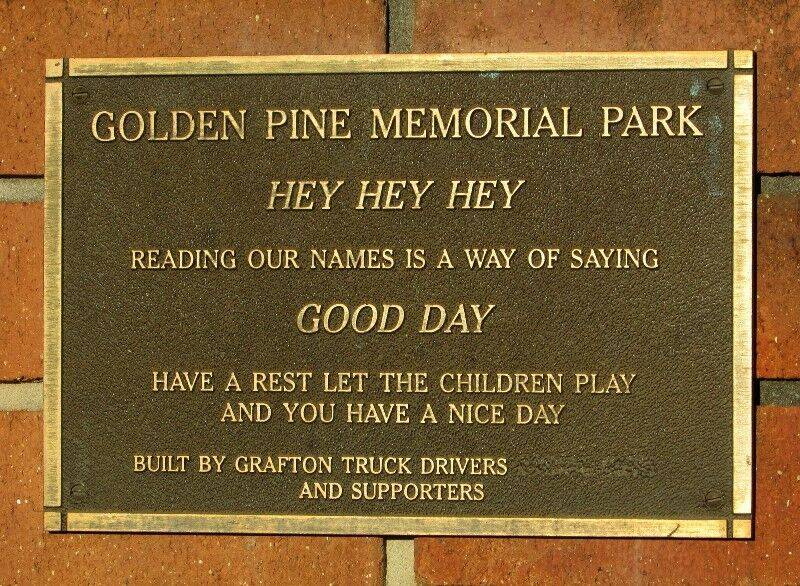 GOLDEN PINE MEMORIAL PARK
HEY HEY HEY
READING OUR NAMES IS A WAY OF SAYING
GOOD DAY
HAVE A REST LET THE CHILDREN PLAY
AND YOU HAVE A NICE DAY
BUILT BY GRAFTON TRUCK DRIVERS
AND SUPPORTERS